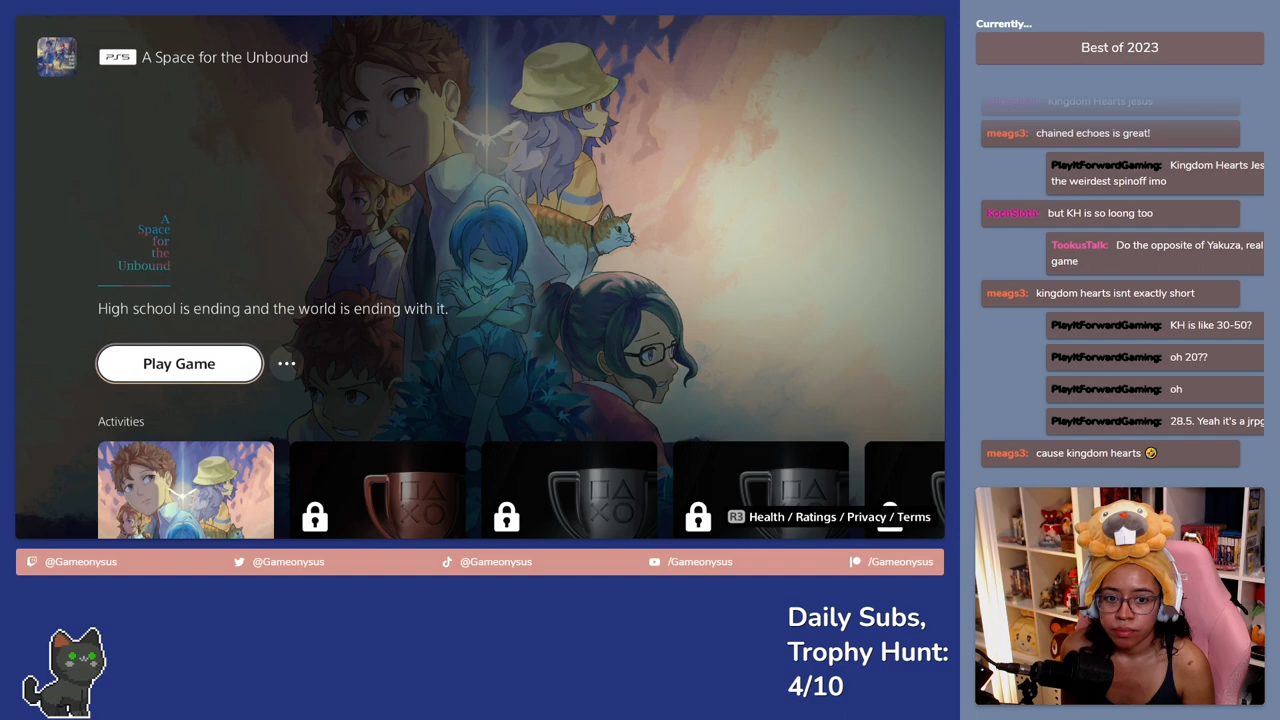 PS5 A Space for the Unbound
A
Space
for
the
Unbound
High school is ending and the world is ending with it.
Play Game
Activities
R3 Health / Ratings / Privacy / Terms
@Gameonysus
@Gameonysus
@Gameonysus
/Gameonysus
/Gameonysus
Daily Subs,
Trophy Hunt:
4/10
Currently...
Best of 2023
Kingdom Hearts Jesus
meags3: chained echoes is great!
PlayItForwardGaming: Kingdom Hearts Jes
the weirdest spinoff imo
KochSloth: but KH is so loong too
TookusTalk: Do the opposite of Yakuza, real
game
meags3: kingdom hearts isnt exactly short
PlayItForwardGaming: KH is like 30-50?
PlayItForwardGaming: oh 20??
PlayItForwardGaming: oh
PlayItForwardGaming: 28.5. Yeah it's a jrpg
meags3: cause kingdom hearts